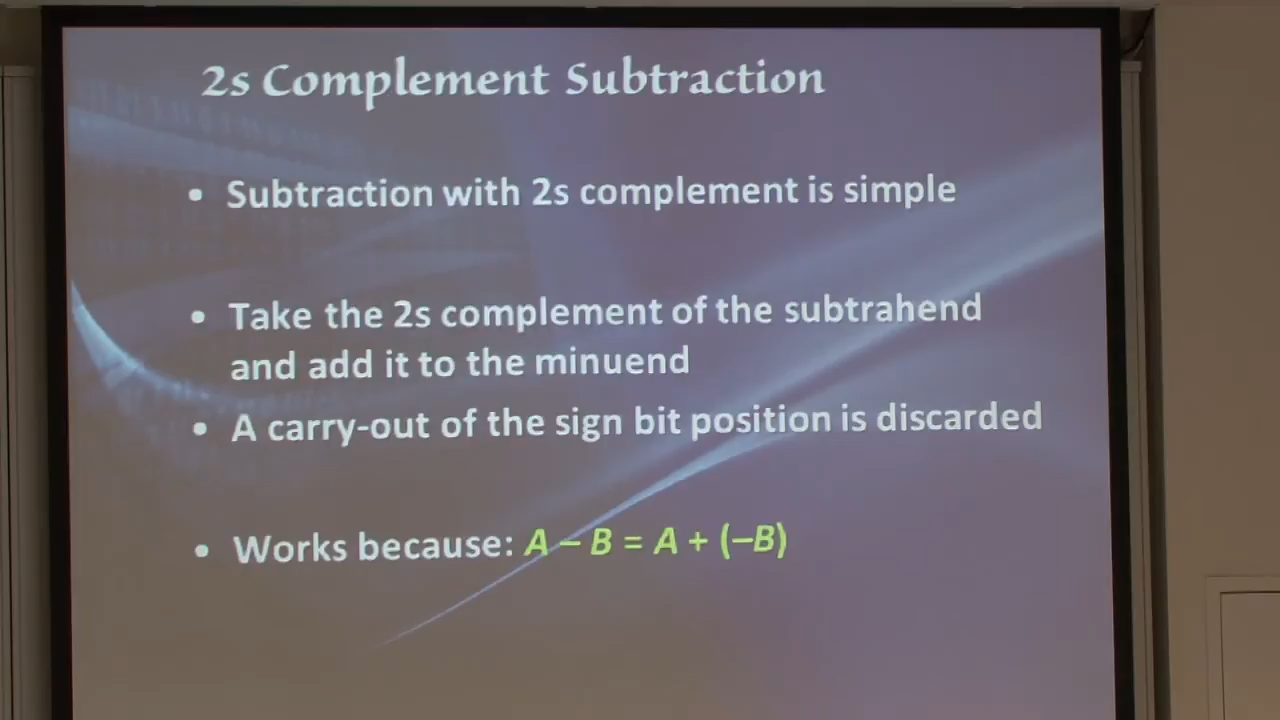 2s Complement Subtraction
• Subtraction with 2s complement is simple
• Take the 2s complement of the subtrahend
and add it to the minuend
• A carry-out of the sign bit position is discarded
• Works because: A – B = A + (–B)